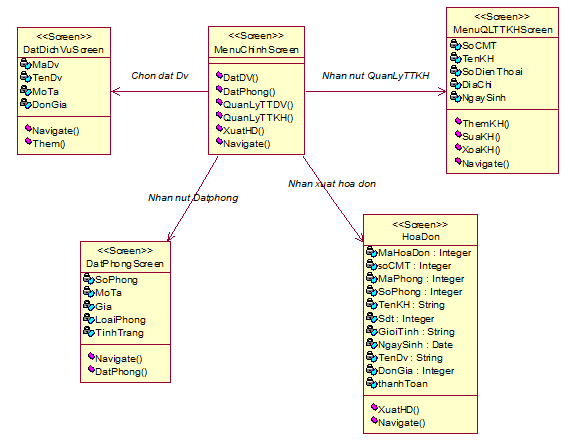 <<Screen>>
DatDichVuScreen
MaDv
TenDv
MoTa
DonGia
Navigate()
Them()
<<Screen>>
MenuChinhScreen
DatDV()
DatPhong()
QuanLyTTDV()
QuanLyTTKH()
XuatHD()
Navigate()
<<Screen>>
MenuQLTTKHScreen
SoCMT
TenKH
SoDienThoai
DiaChi
NgaySinh
ThemKH()
SuaKH()
XoaKH()
Navigate()
Chon dat Dv
Nhan nut QuanLyTTKH
Nhan nut Datphong
Nhan xuat hoa don
<<Screen>>
DatPhongScreen
SoPhong
MoTa
Gia
LoaiPhong
TinhTrang
Navigate()
DatPhong()
<<Screen>>
HoaDon
MaHoaDon : Integer
soCMT : Integer
MaPhong : Integer
SoPhong : Integer
TenKH : String
Sdt : Integer
GioiTinh : String
NgaySinh : Date
TenDv : String
DonGia : Integer
thanhToan
XuatHD()
Navigate()